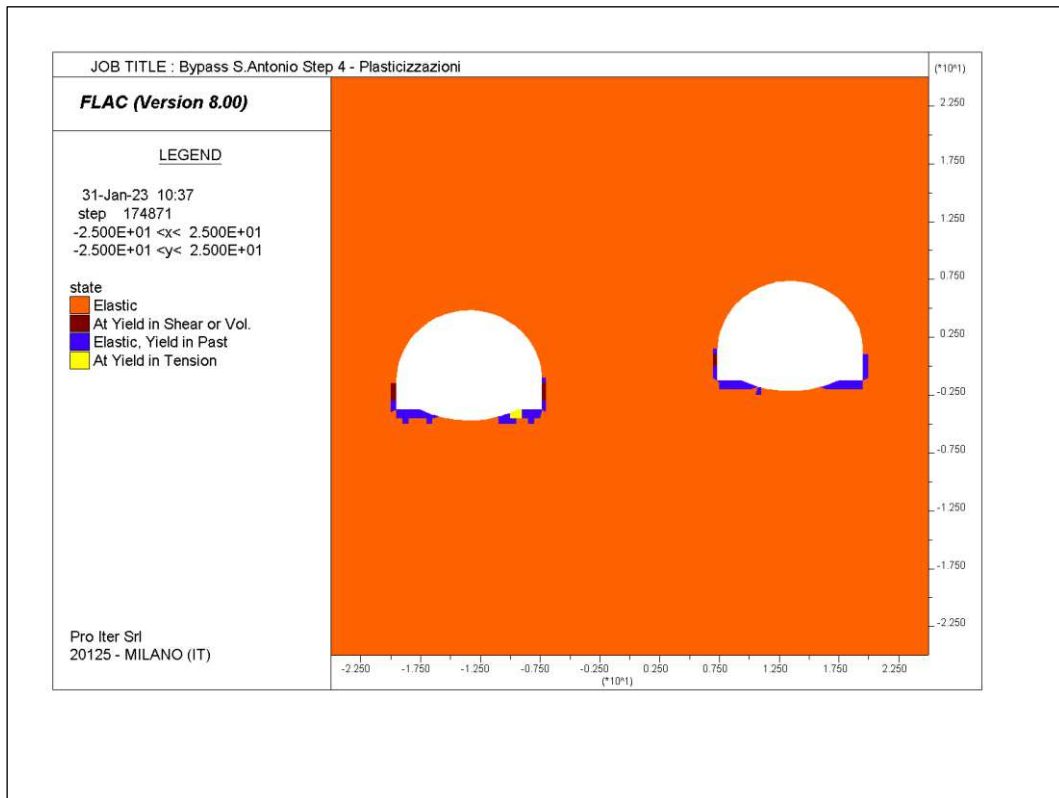 JOB TITLE : Bypass S.Antonio Step 4 - Plasticizzazioni
FLAC (Version 8.00)
LEGEND
31-Jan-23 10:37
step 174871
-2.500E+01 <x< 2.500E+01
-2.500E+01 <y< 2.500E+01
state
Elastic
At Yield in Shear or Vol.
Elastic, Yield in Past
At Yield in Tension
Pro Iter Srl
20125 - MILANO (IT)
(*10^1)
2.250
1.750
1.250
0.750
0.250
-0.250
-0.750
-1.250
-1.750
-2.250
-2.250 -1.750 -1.250 -0.750 -0.250 0.250 0.750 1.250 1.750 2.250
(*10^1)